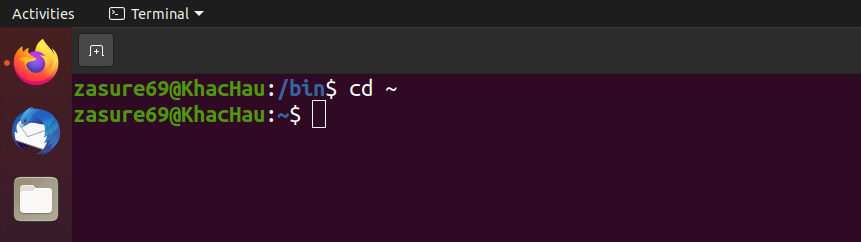 Activities Terminal
zasure69@KhacHau:/bin$ cd ~
zasure69@KhacHau:~$